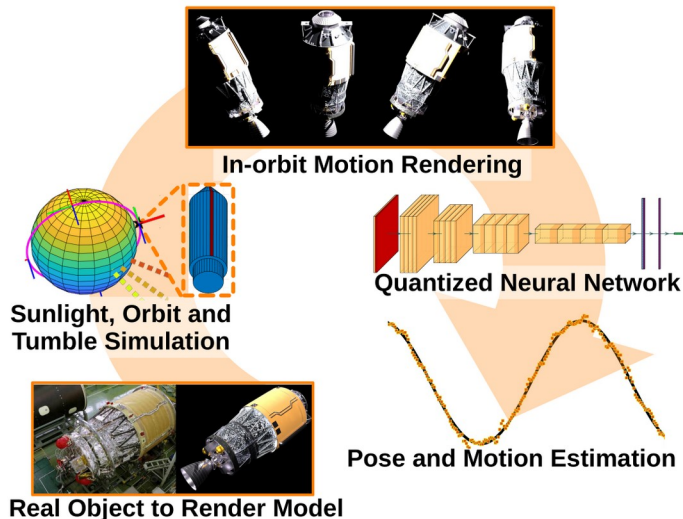 In-orbit Motion Rendering
Quantized Neural Network
Sunlight, Orbit and
Tumble Simulation
Pose and Motion Estimation
Real Object to Render Model